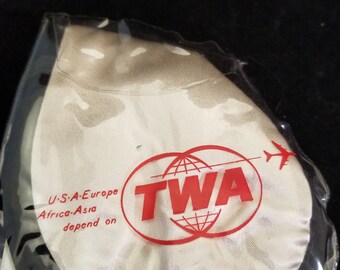 U·S·A·Europe
Africa·Asia
depend on
TWA